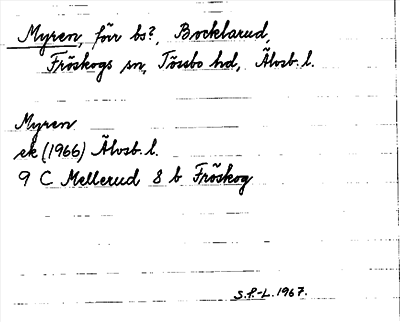 Myren, förr bs?, Bocklarud,
Fröskogs sn, Tössbo hd, Älvsb. l.
Myren
ek (1966) Älvsb. l.
9 C Mellerud 8 b Fröskog
S.F.-L. 1967.